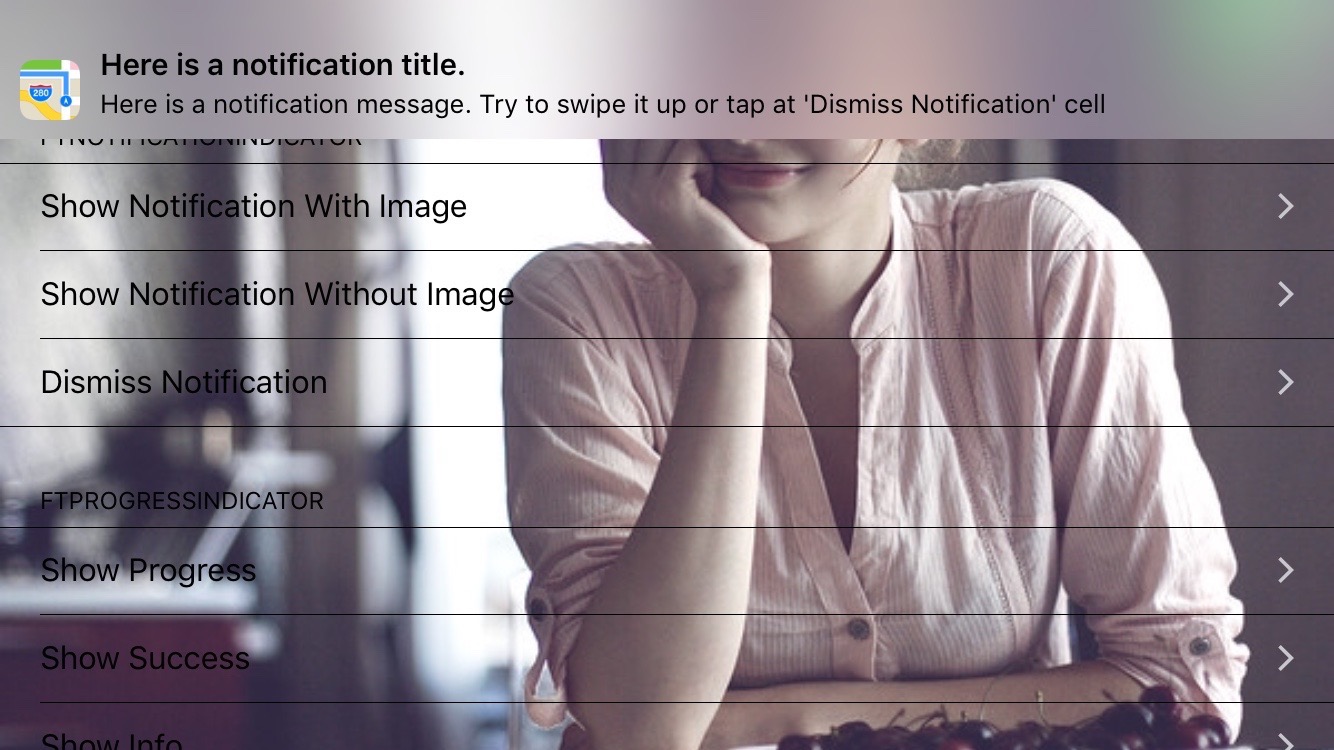 Here is a notification title.
280
Here is a notification message. Try to swipe it up or tap at 'Dismiss Notification' cell
FTNOTIFICATIONINDICATOR
Show Notification With Image
Show Notification Without Image
Dismiss Notification
FTPROGRESSINDICATOR
Show Progress
Show Success
Show Info